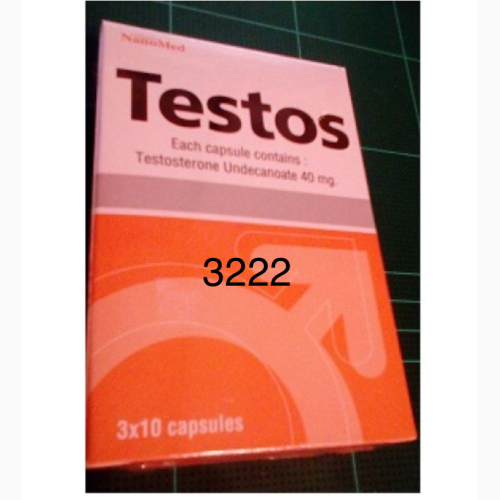 NanoMed
Testos
Each capsule contains :
Testosterone Undecanoate 40 mg.
3222
3x10 capsules